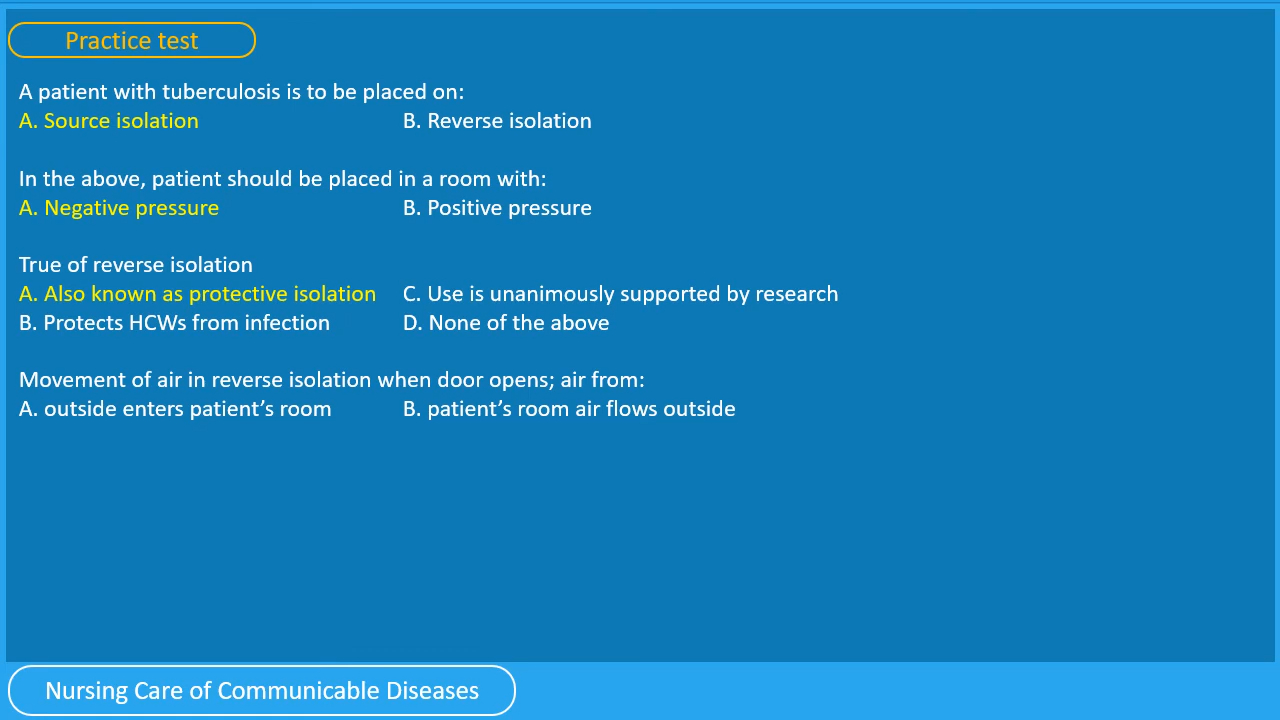 Practice test
A patient with tuberculosis is to be placed on:
A. Source isolation B. Reverse isolation
In the above, patient should be placed in a room with:
A. Negative pressure B. Positive pressure
True of reverse isolation
A. Also known as protective isolation C. Use is unanimously supported by research
B. Protects HCWs from infection D. None of the above
Movement of air in reverse isolation when door opens; air from:
A. outside enters patient’s room B. patient’s room air flows outside
Nursing Care of Communicable Diseases